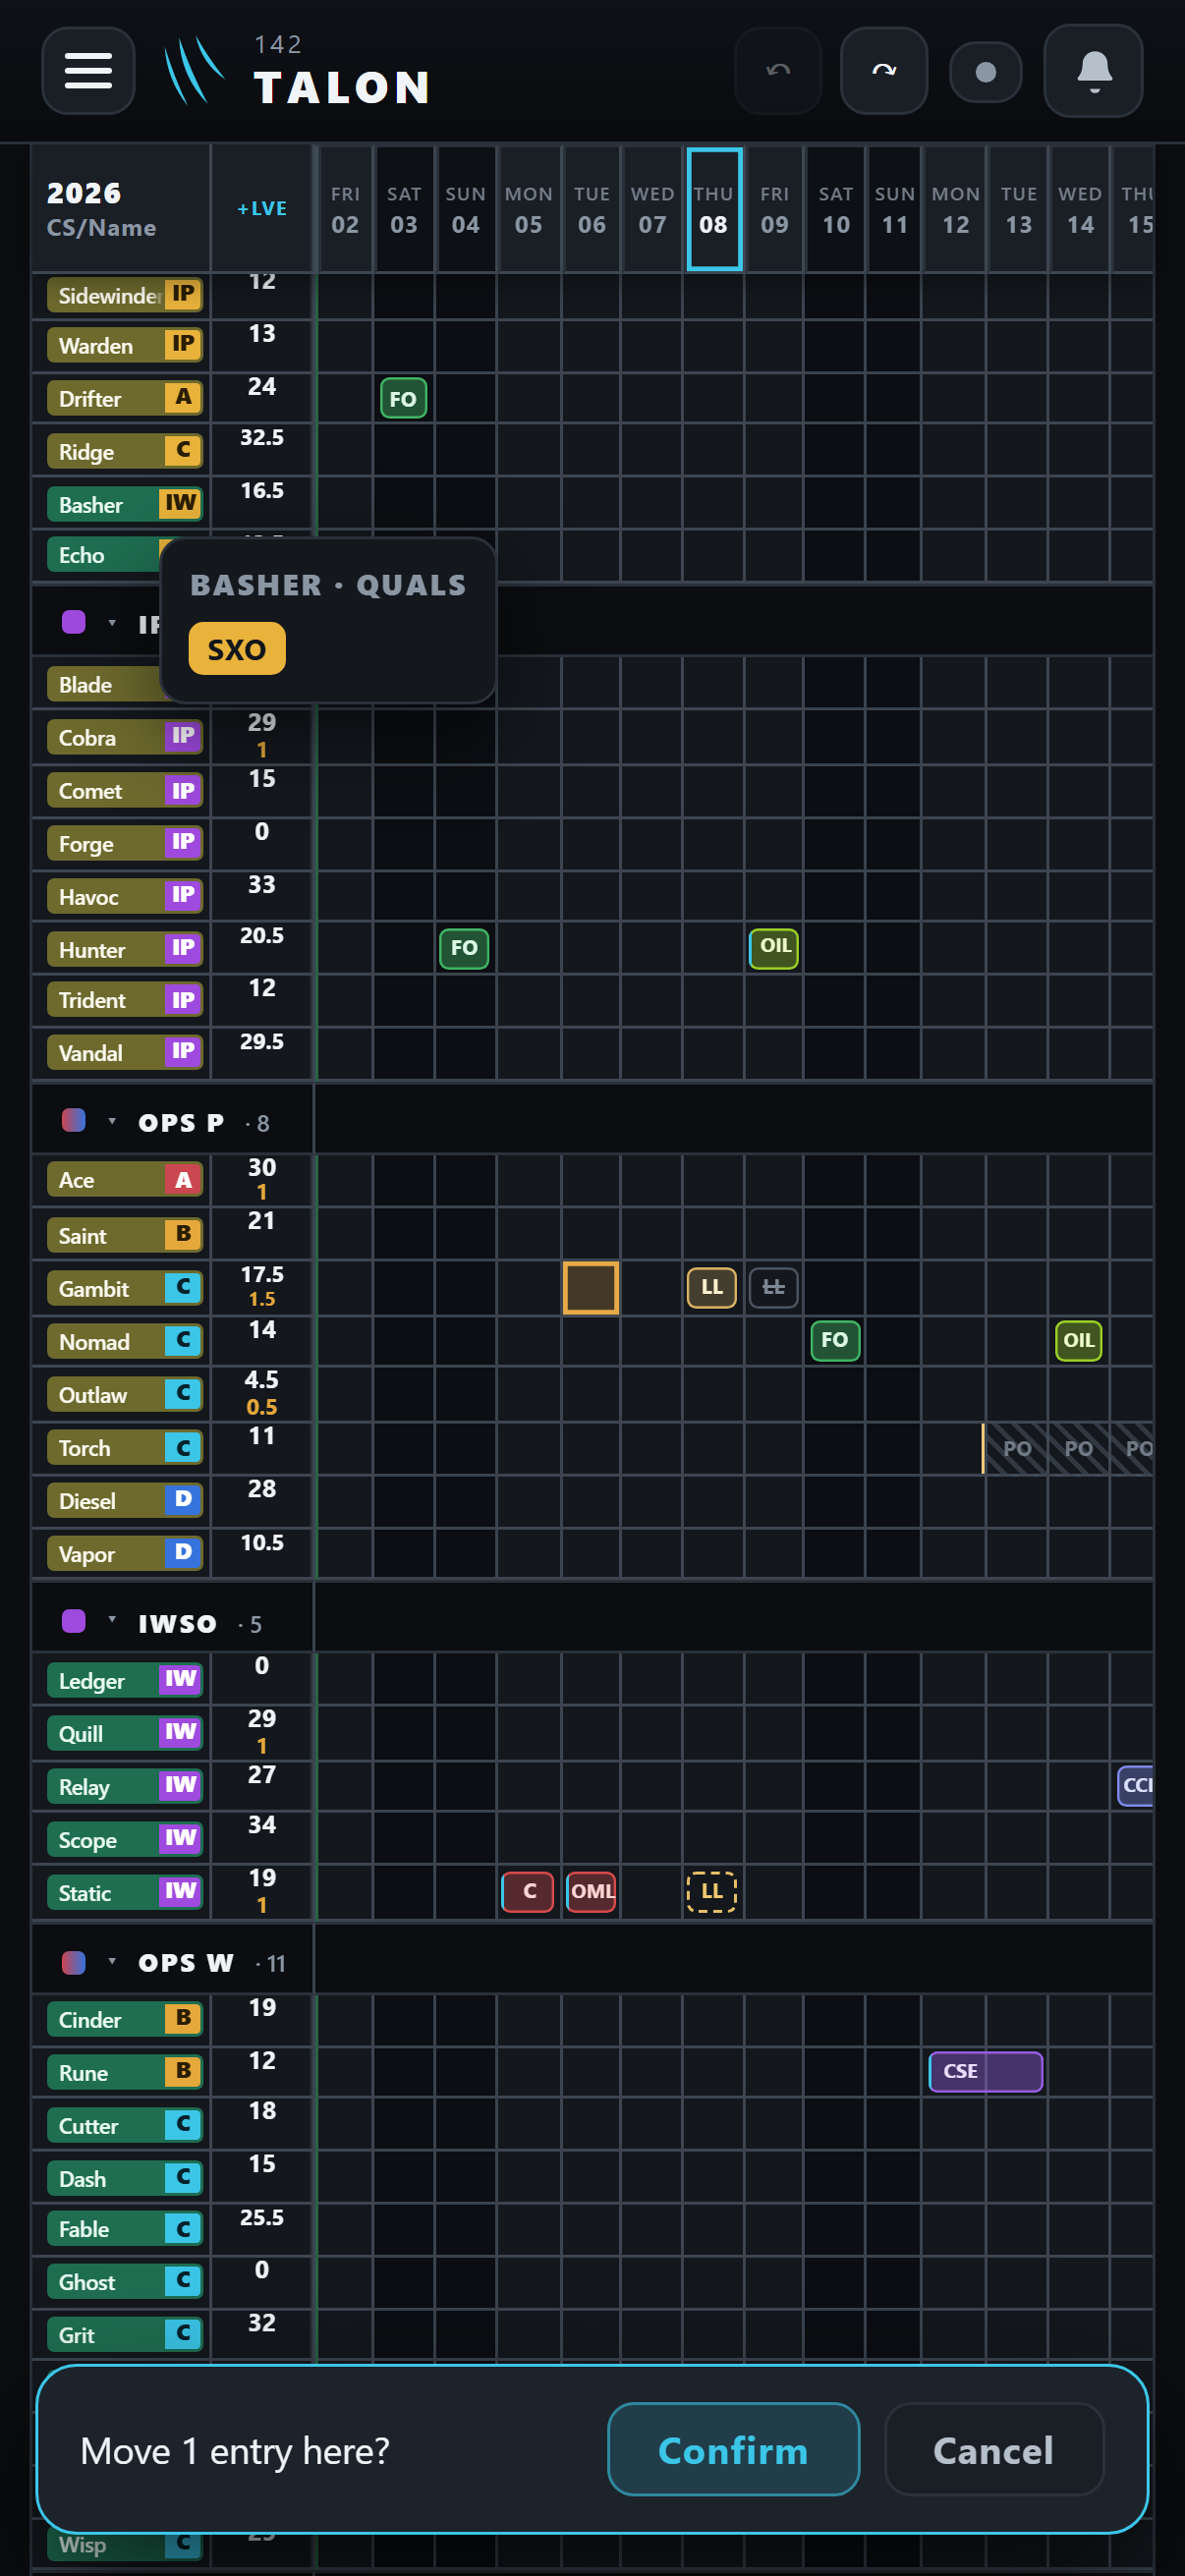 142
TALON
2026
CS/Name
+LVE
FRI 02
SAT 03
SUN 04
MON 05
TUE 06
WED 07
THU 08
FRI 09
SAT 10
SUN 11
MON 12
TUE 13
WED 14
THU 15
Sidewinder IP 12
Warden IP 13
Drifter A 24 FO
Ridge C 32.5
Basher IW 16.5
Echo
BASHER · QUALS
SXO
Blade
Cobra IP 29
1
Comet IP 15
Forge IP 0
Havoc IP 33
Hunter IP 20.5 FO OIL
Trident IP 12
Vandal IP 29.5
OPS P · 8
Ace A 30
1
Saint B 21
Gambit C 17.5 LL LL
1.5
Nomad C 14 FO OIL
Outlaw C 4.5
0.5
Torch C 11 PO PO PO
Diesel D 28
Vapor D 10.5
IWSO · 5
Ledger IW 0
Quill IW 29
1
Relay IW 27
Scope IW 34
Static IW 19 C OML LL
1
OPS W · 11
Cinder B 19
Rune B 12 CSE
Cutter C 18
Dash C 15
Fable C 25.5
Ghost C 0
Grit C 32
Move 1 entry here?
Confirm
Cancel
Wisp C